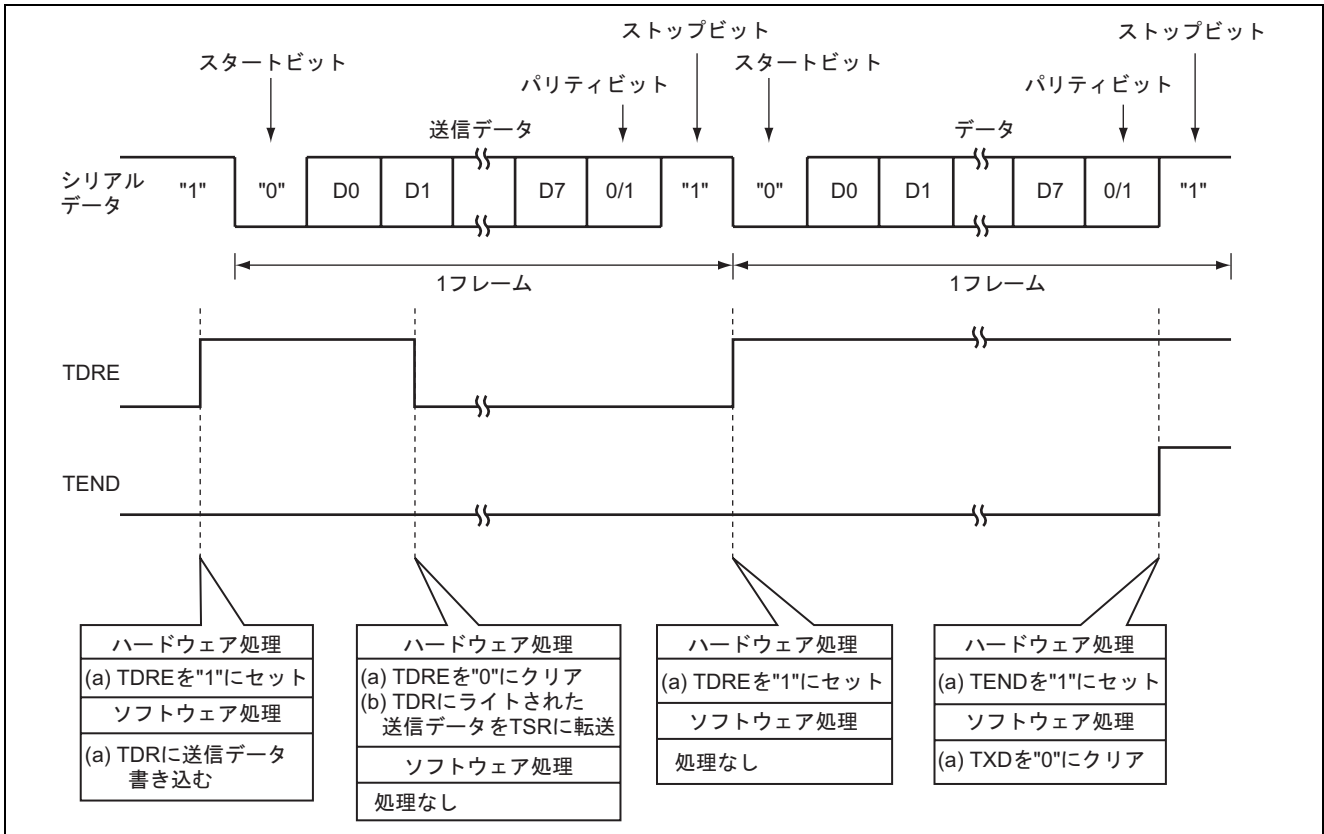 ストップビット ストップビット
スタートビット スタートビット
パリティビット パリティビット
送信データ データ
シリアル
データ
"1" "0" D0 D1 D7 0/1 "1" "0" D0 D1 D7 0/1 "1"
1フレーム 1フレーム
TDRE
TEND
ハードウェア処理
(a) TDREを"1"にセット
ソフトウェア処理
(a) TDRに送信データ
書き込む
ハードウェア処理
(a) TDREを"0"にクリア
(b) TDRにライトされた
送信データをTSRに転送
ソフトウェア処理
処理なし
ハードウェア処理
(a) TDREを"1"にセット
ソフトウェア処理
処理なし
ハードウェア処理
(a) TENDを"1"にセット
ソフトウェア処理
(a) TXDを"0"にクリア